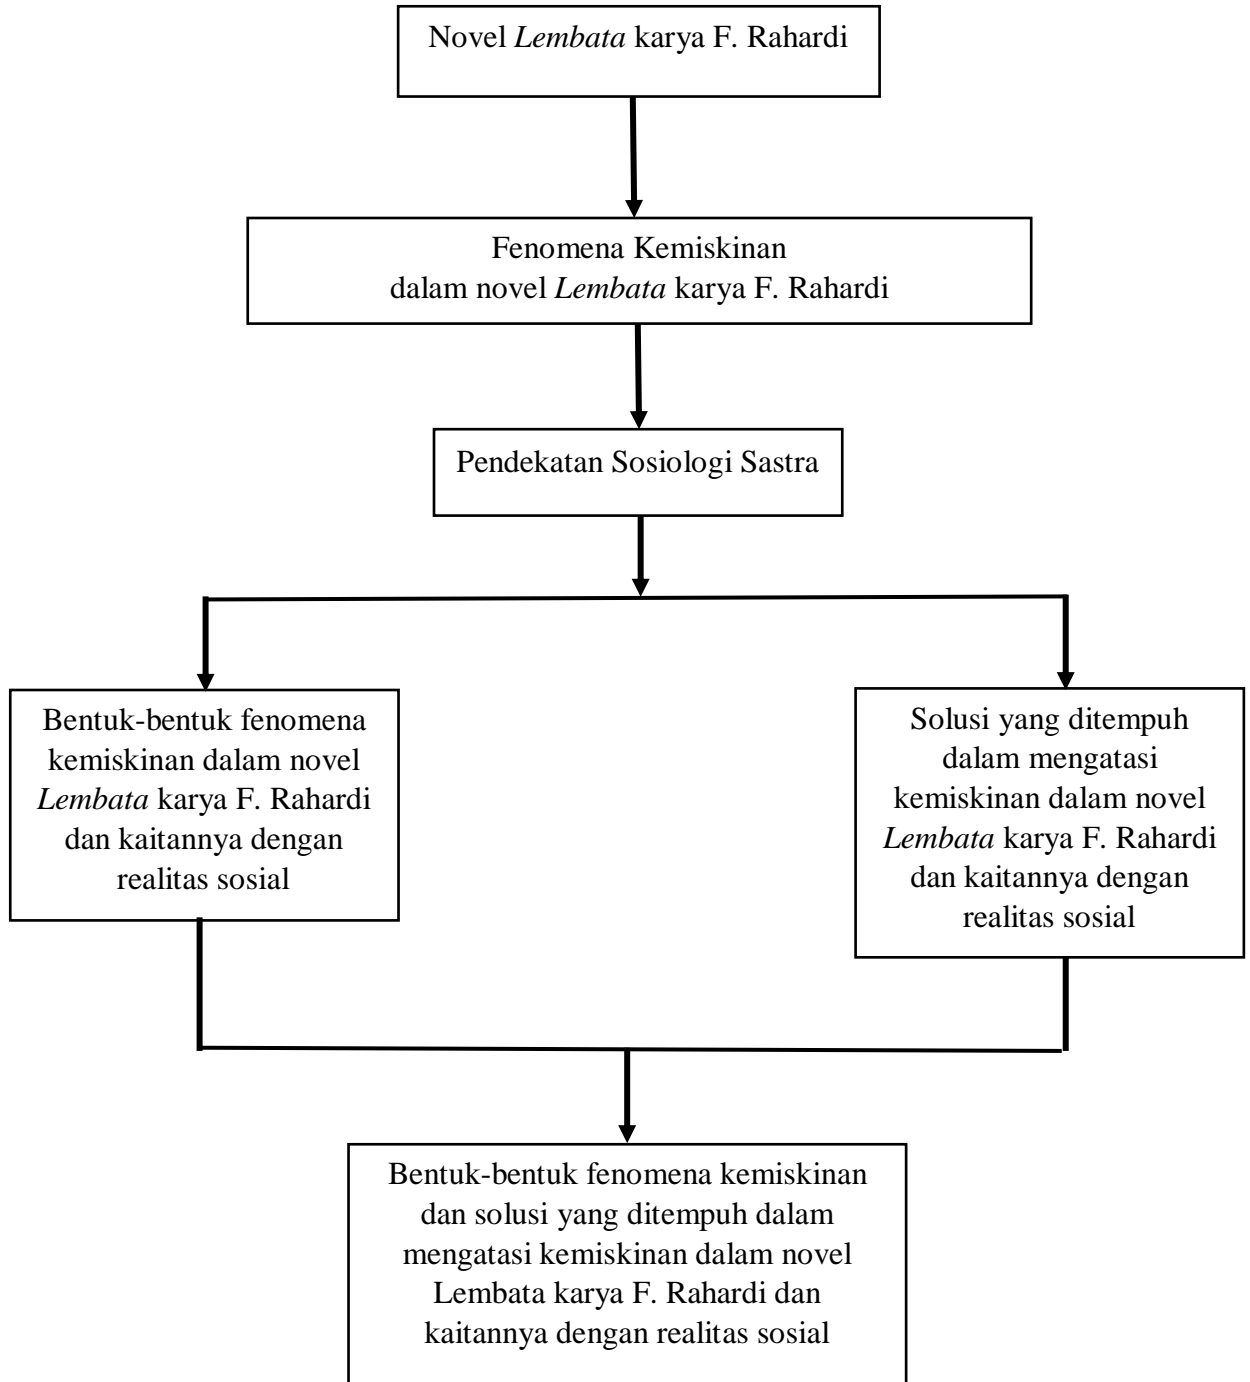 Novel Lembata karya F. Rahardi
Fenomena Kemiskinan
dalam novel Lembata karya F. Rahardi
Pendekatan Sosiologi Sastra
Bentuk-bentuk fenomena
kemiskinan dalam novel
Lembata karya F. Rahardi
dan kaitannya dengan
realitas sosial
Solusi yang ditempuh
dalam mengatasi
kemiskinan dalam novel
Lembata karya F. Rahardi
dan kaitannya dengan
realitas sosial
Bentuk-bentuk fenomena kemiskinan
dan solusi yang ditempuh dalam
mengatasi kemiskinan dalam novel
Lembata karya F. Rahardi dan
kaitannya dengan realitas sosial